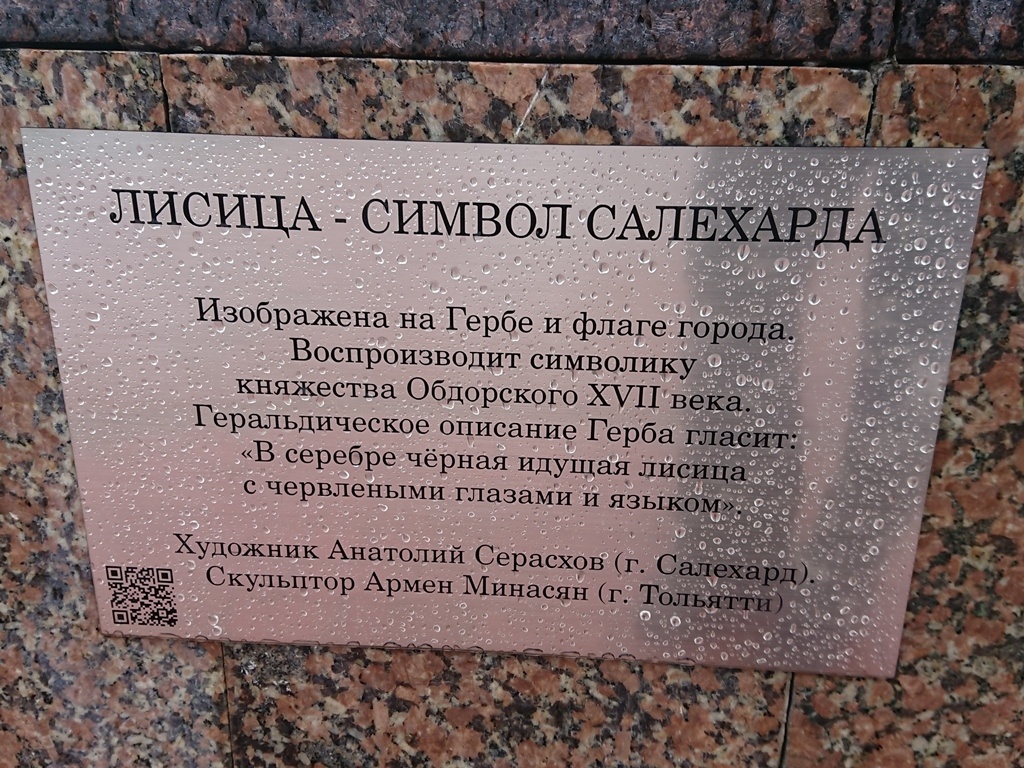 ЛИСИЦА - СИМВОЛ САЛЕХАРДА
Изображена на Гербе и флаге города.
Воспроизводит символику
княжества Обдорского XVII века.
Геральдическое описание Герба гласит:
«В серебре чёрная идущая лисица
с червлеными глазами и языком».
Художник Анатолий Серасхов (г. Салехард).
Скульптор Армен Минасян (г. Тольятти)